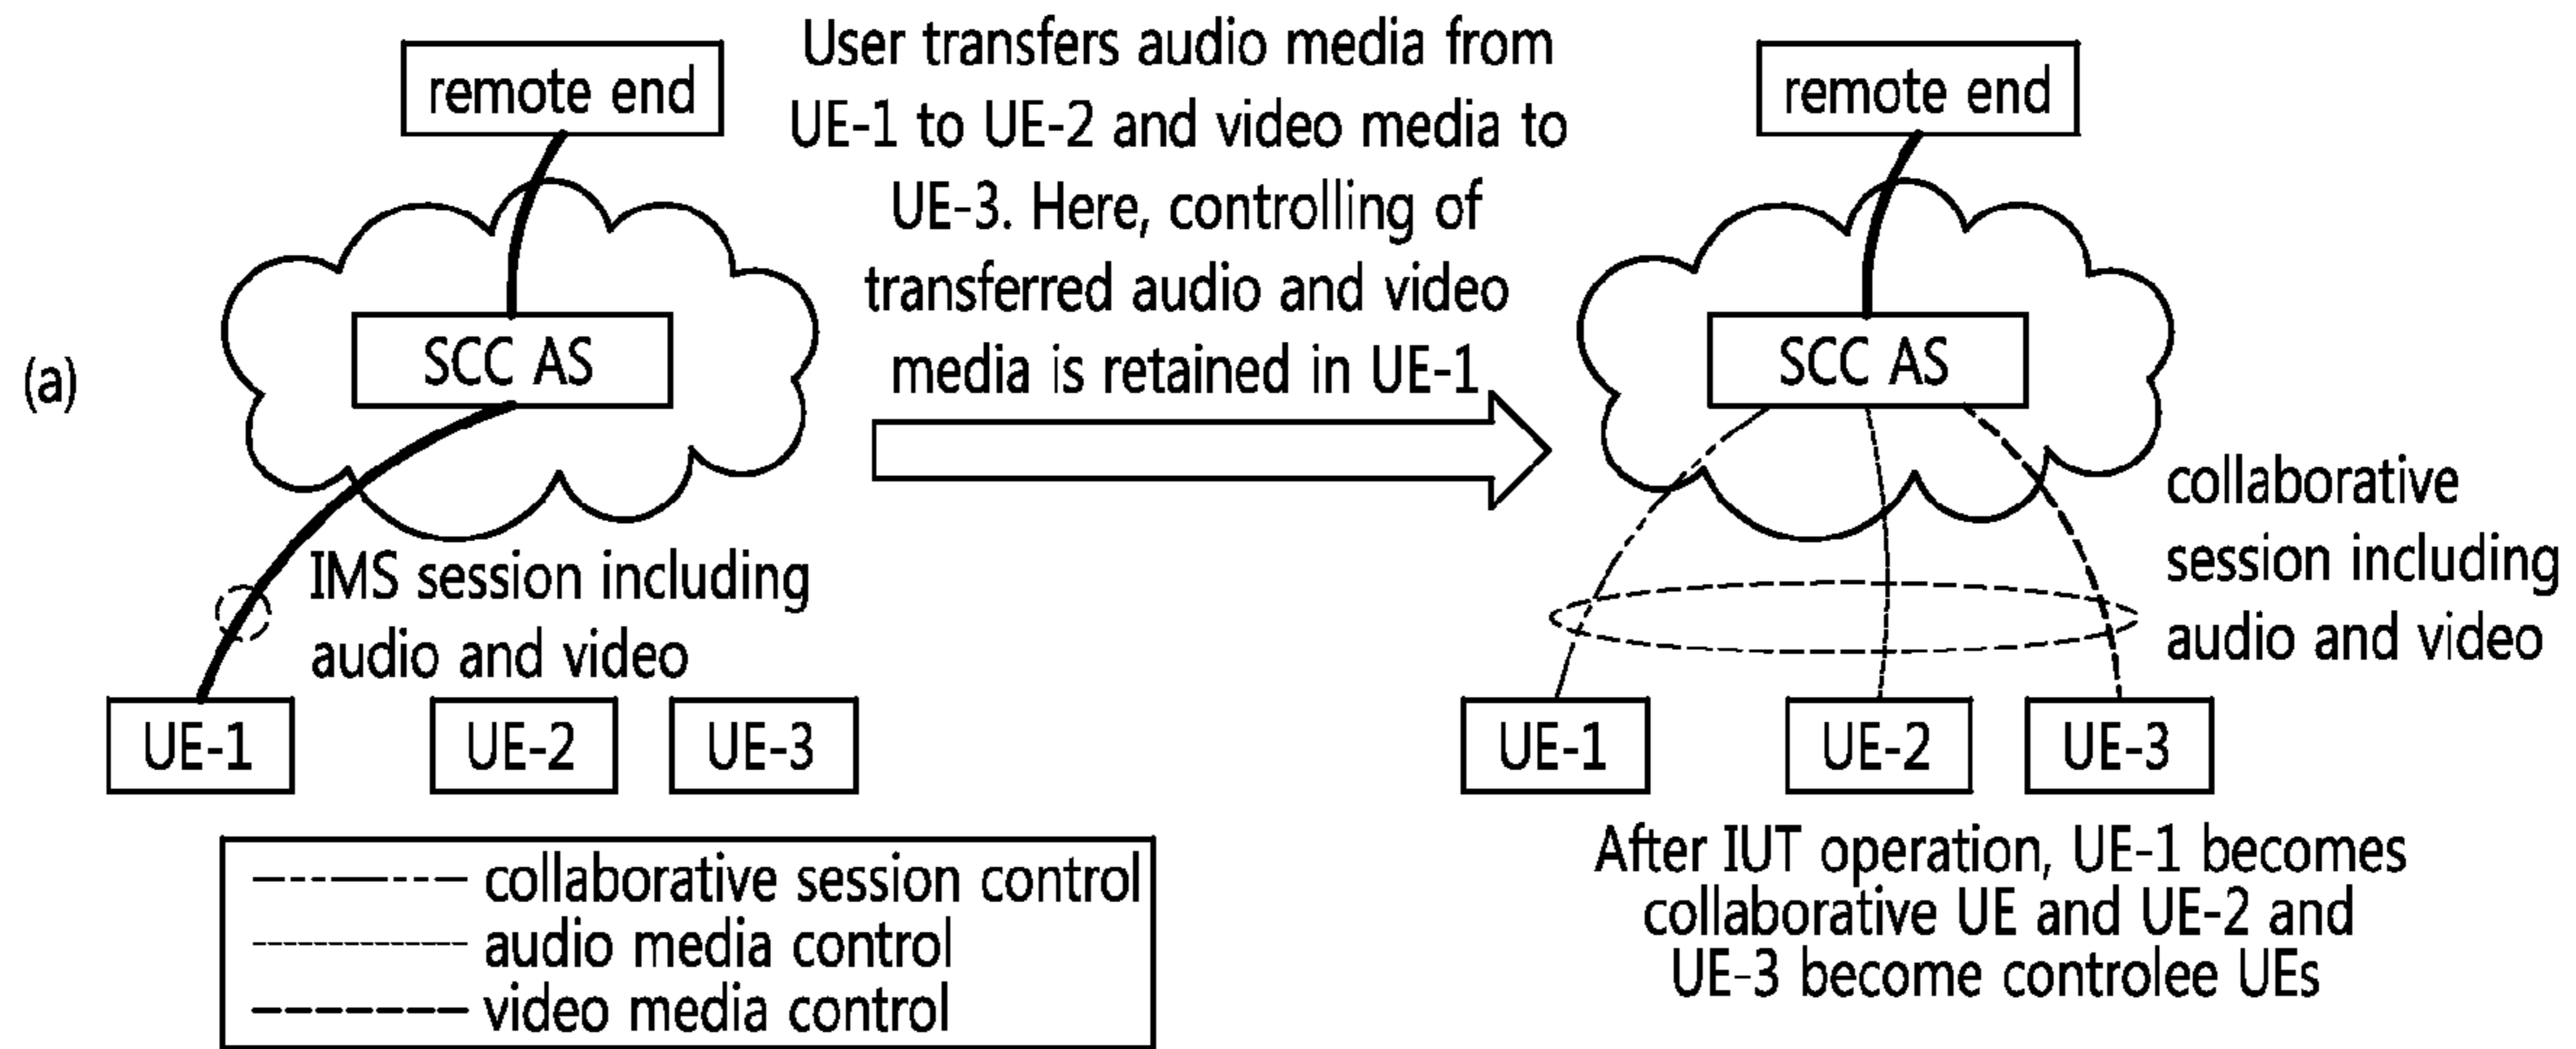 (a)
remote end
SCC AS
IMS session including
audio and video
UE-1
UE-2
UE-3
User transfers audio media from
UE-1 to UE-2 and video media to
UE-3. Here, controlling of
transferred audio and video
media is retained in UE-1
remote end
SCC AS
collaborative
session including
audio and video
UE-1
UE-2
UE-3
collaborative session control
audio media control
video media control
After IUT operation, UE-1 becomes
collaborative UE and UE-2 and
UE-3 become controlee UEs